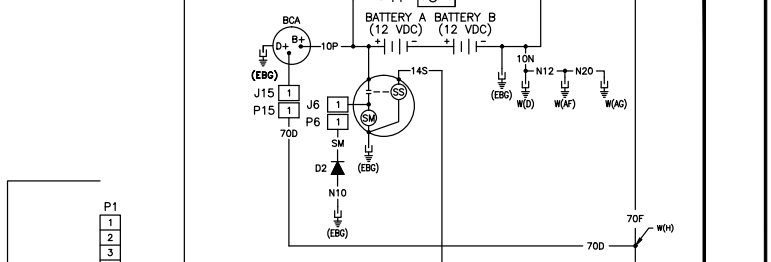 BCA
BATTERY A BATTERY B
(12 VDC) (12 VDC)
D+ B+ 10P + - + -
(EBG)
10N
N12 N20
14S
(EBG) W(D) W(AF) W(AG)
J15 1
P15 1
J6 1
P6 1
SS
SM
70D
SM
D2
(EBG)
N10
(EBG)
P1
1
2
3
70F
W(H)
70D